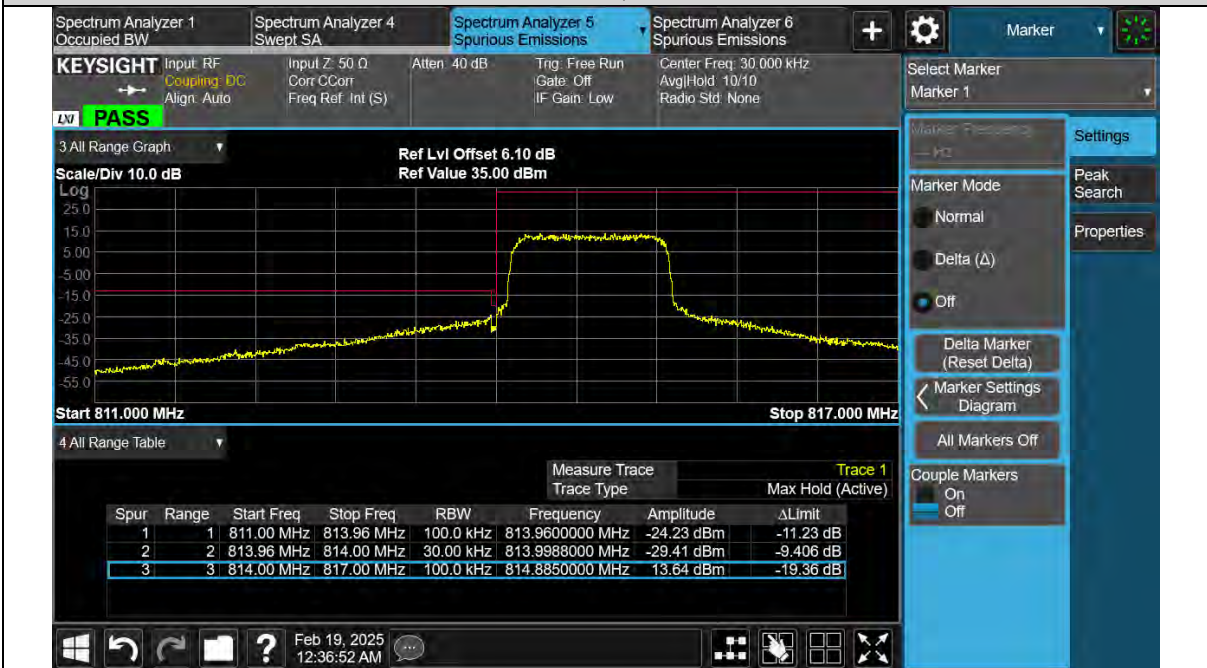 Spectrum Analyzer 1
Occupied BW
Spectrum Analyzer 4
Swept SA
Spectrum Analyzer 5
Spurious Emissions
Spectrum Analyzer 6
Spurious Emissions
+
Marker
KEYSIGHT
Input: RF
Coupling: DC
Align: Auto
Input Z: 50 Ω
Corr CCorr
Freq Ref: Int (S)
Atten: 40 dB
Trig: Free Run
Gate: Off
IF Gain: Low
Center Freq: 30.000 kHz
Avg|Hold: 10/10
Radio Std: None
LXI PASS
Select Marker
Marker 1
Marker Frequency
--- Hz
Settings
Peak
Search
Properties
Marker Mode
Normal
Delta (Δ)
Off
Delta Marker
(Reset Delta)
Marker Settings
Diagram
All Markers Off
Couple Markers
On
Off
3 All Range Graph
Ref Lvl Offset 6.10 dB
Scale/Div 10.0 dB
Ref Value 35.00 dBm
Log
25.0
15.0
5.00
-5.00
-15.0
-25.0
-35.0
-45.0
-55.0
Start 811.000 MHz
Stop 817.000 MHz
4 All Range Table
Measure Trace Trace 1
Trace Type Max Hold (Active)
Spur Range Start Freq Stop Freq RBW Frequency Amplitude ΔLimit
1 1 811.00 MHz 813.96 MHz 100.0 kHz 813.9600000 MHz -24.23 dBm -11.23 dB
2 2 813.96 MHz 814.00 MHz 30.00 kHz 813.9988000 MHz -29.41 dBm -9.406 dB
3 3 814.00 MHz 817.00 MHz 100.0 kHz 814.8850000 MHz 13.64 dBm -19.36 dB
?
Feb 19, 2025
12:36:52 AM